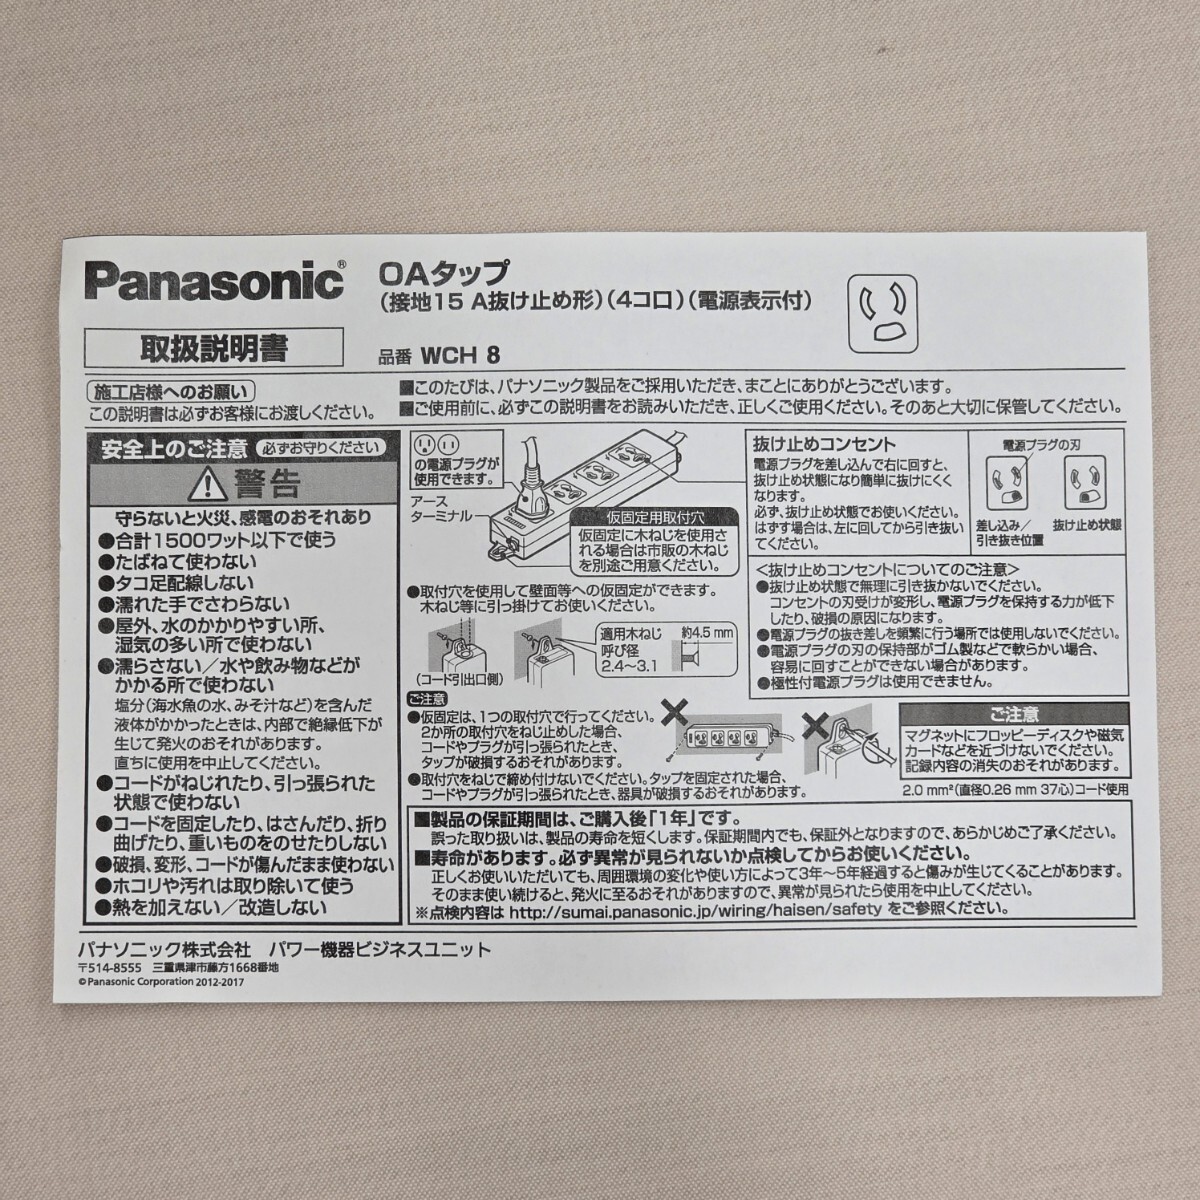 Panasonic®
OAタップ
(接地15 A抜け止め形)(4コ口)(電源表示付)
取扱説明書
品番 WCH 8
施工店様へのお願い
この説明書は必ずお客様にお渡しください。
■このたびは、パナソニック製品をご採用いただき、まことにありがとうございます。
■ご使用前に、必ずこの説明書をお読みいただき、正しくご使用ください。そのあと大切に保管してください。
安全上のご注意 必ずお守りください
警告
守らないと火災、感電のおそれあり
●合計1500ワット以下で使う
●たばねて使わない
●タコ足配線しない
●濡れた手でさわらない
●屋外、水のかかりやすい所、
湿気の多い所で使わない
●濡らさない／水や飲み物などが
かかる所で使わない
塩分(海水魚の水、みそ汁など)を含んだ
液体がかかったときは、内部で絶縁低下が
生じて発火のおそれがあります。
直ちに使用を中止してください。
●コードがねじれたり、引っ張られた
状態で使わない
●コードを固定したり、はさんだり、折り
曲げたり、重いものをのせたりしない
●破損、変形、コードが傷んだまま使わない
●ホコリや汚れは取り除いて使う
●熱を加えない／改造しない
の電源プラグが
使用できます。
アース
ターミナル
仮固定用取付穴
仮固定に木ねじを使用さ
れる場合は市販の木ねじ
を別途ご用意ください。
●取付穴を使用して壁面等への仮固定ができます。
木ねじ等に引っ掛けてお使いください。
(コード引出口側)
適用木ねじ
呼び径
2.4〜3.1
約4.5 mm
ご注意
●仮固定は、1つの取付穴で行ってください。
2か所の取付穴をねじ止めした場合、
コードやプラグが引っ張られたとき、
タップが破損するおそれがあります。
●取付穴をねじで締め付けないでください。タップを固定された場合、
コードやプラグが引っ張られたとき、器具が破損するおそれがあります。
抜け止めコンセント
電源プラグを差し込んで右に回すと、
抜け止め状態になり簡単に抜けにくく
なります。
必ず、抜け止め状態でお使いください。
はずす場合は、左に回してから引き抜い
てください。
電源プラグの刃
差し込み／
引き抜き位置
抜け止め状態
＜抜け止めコンセントについてのご注意＞
●抜け止め状態で無理に引き抜かないでください。
コンセントの刃受けが変形し、電源プラグを保持する力が低下
したり、破損の原因になります。
●電源プラグの抜き差しを頻繁に行う場所では使用しないでください。
●電源プラグの刃の保持部がゴム製などで軟らかい場合、
容易に回すことができない場合があります。
●極性付電源プラグは使用できません。
ご注意
マグネットにフロッピーディスクや磁気
カードなどを近づけないでください。
記録内容の消失のおそれがあります。
2.0 mm²(直径0.26 mm 37心)コード使用
■製品の保証期間は、ご購入後「1年」です。
誤った取り扱いは、製品の寿命を短くします。保証期間内でも、保証外となりますので、あらかじめご了承ください。
■寿命があります。必ず異常が見られないか点検してからお使いください。
正しくお使いいただいても、周囲環境の変化や使い方によって3年〜5年経過すると傷みが生じてくることがあります。
そのまま使い続けると、発火に至るおそれがありますので、異常が見られたら使用を中止してください。
※点検内容は http://sumai.panasonic.jp/wiring/haisen/safety をご参照ください。
パナソニック株式会社 パワー機器ビジネスユニット
〒514-8555 三重県津市藤方1668番地
©Panasonic Corporation 2012-2017